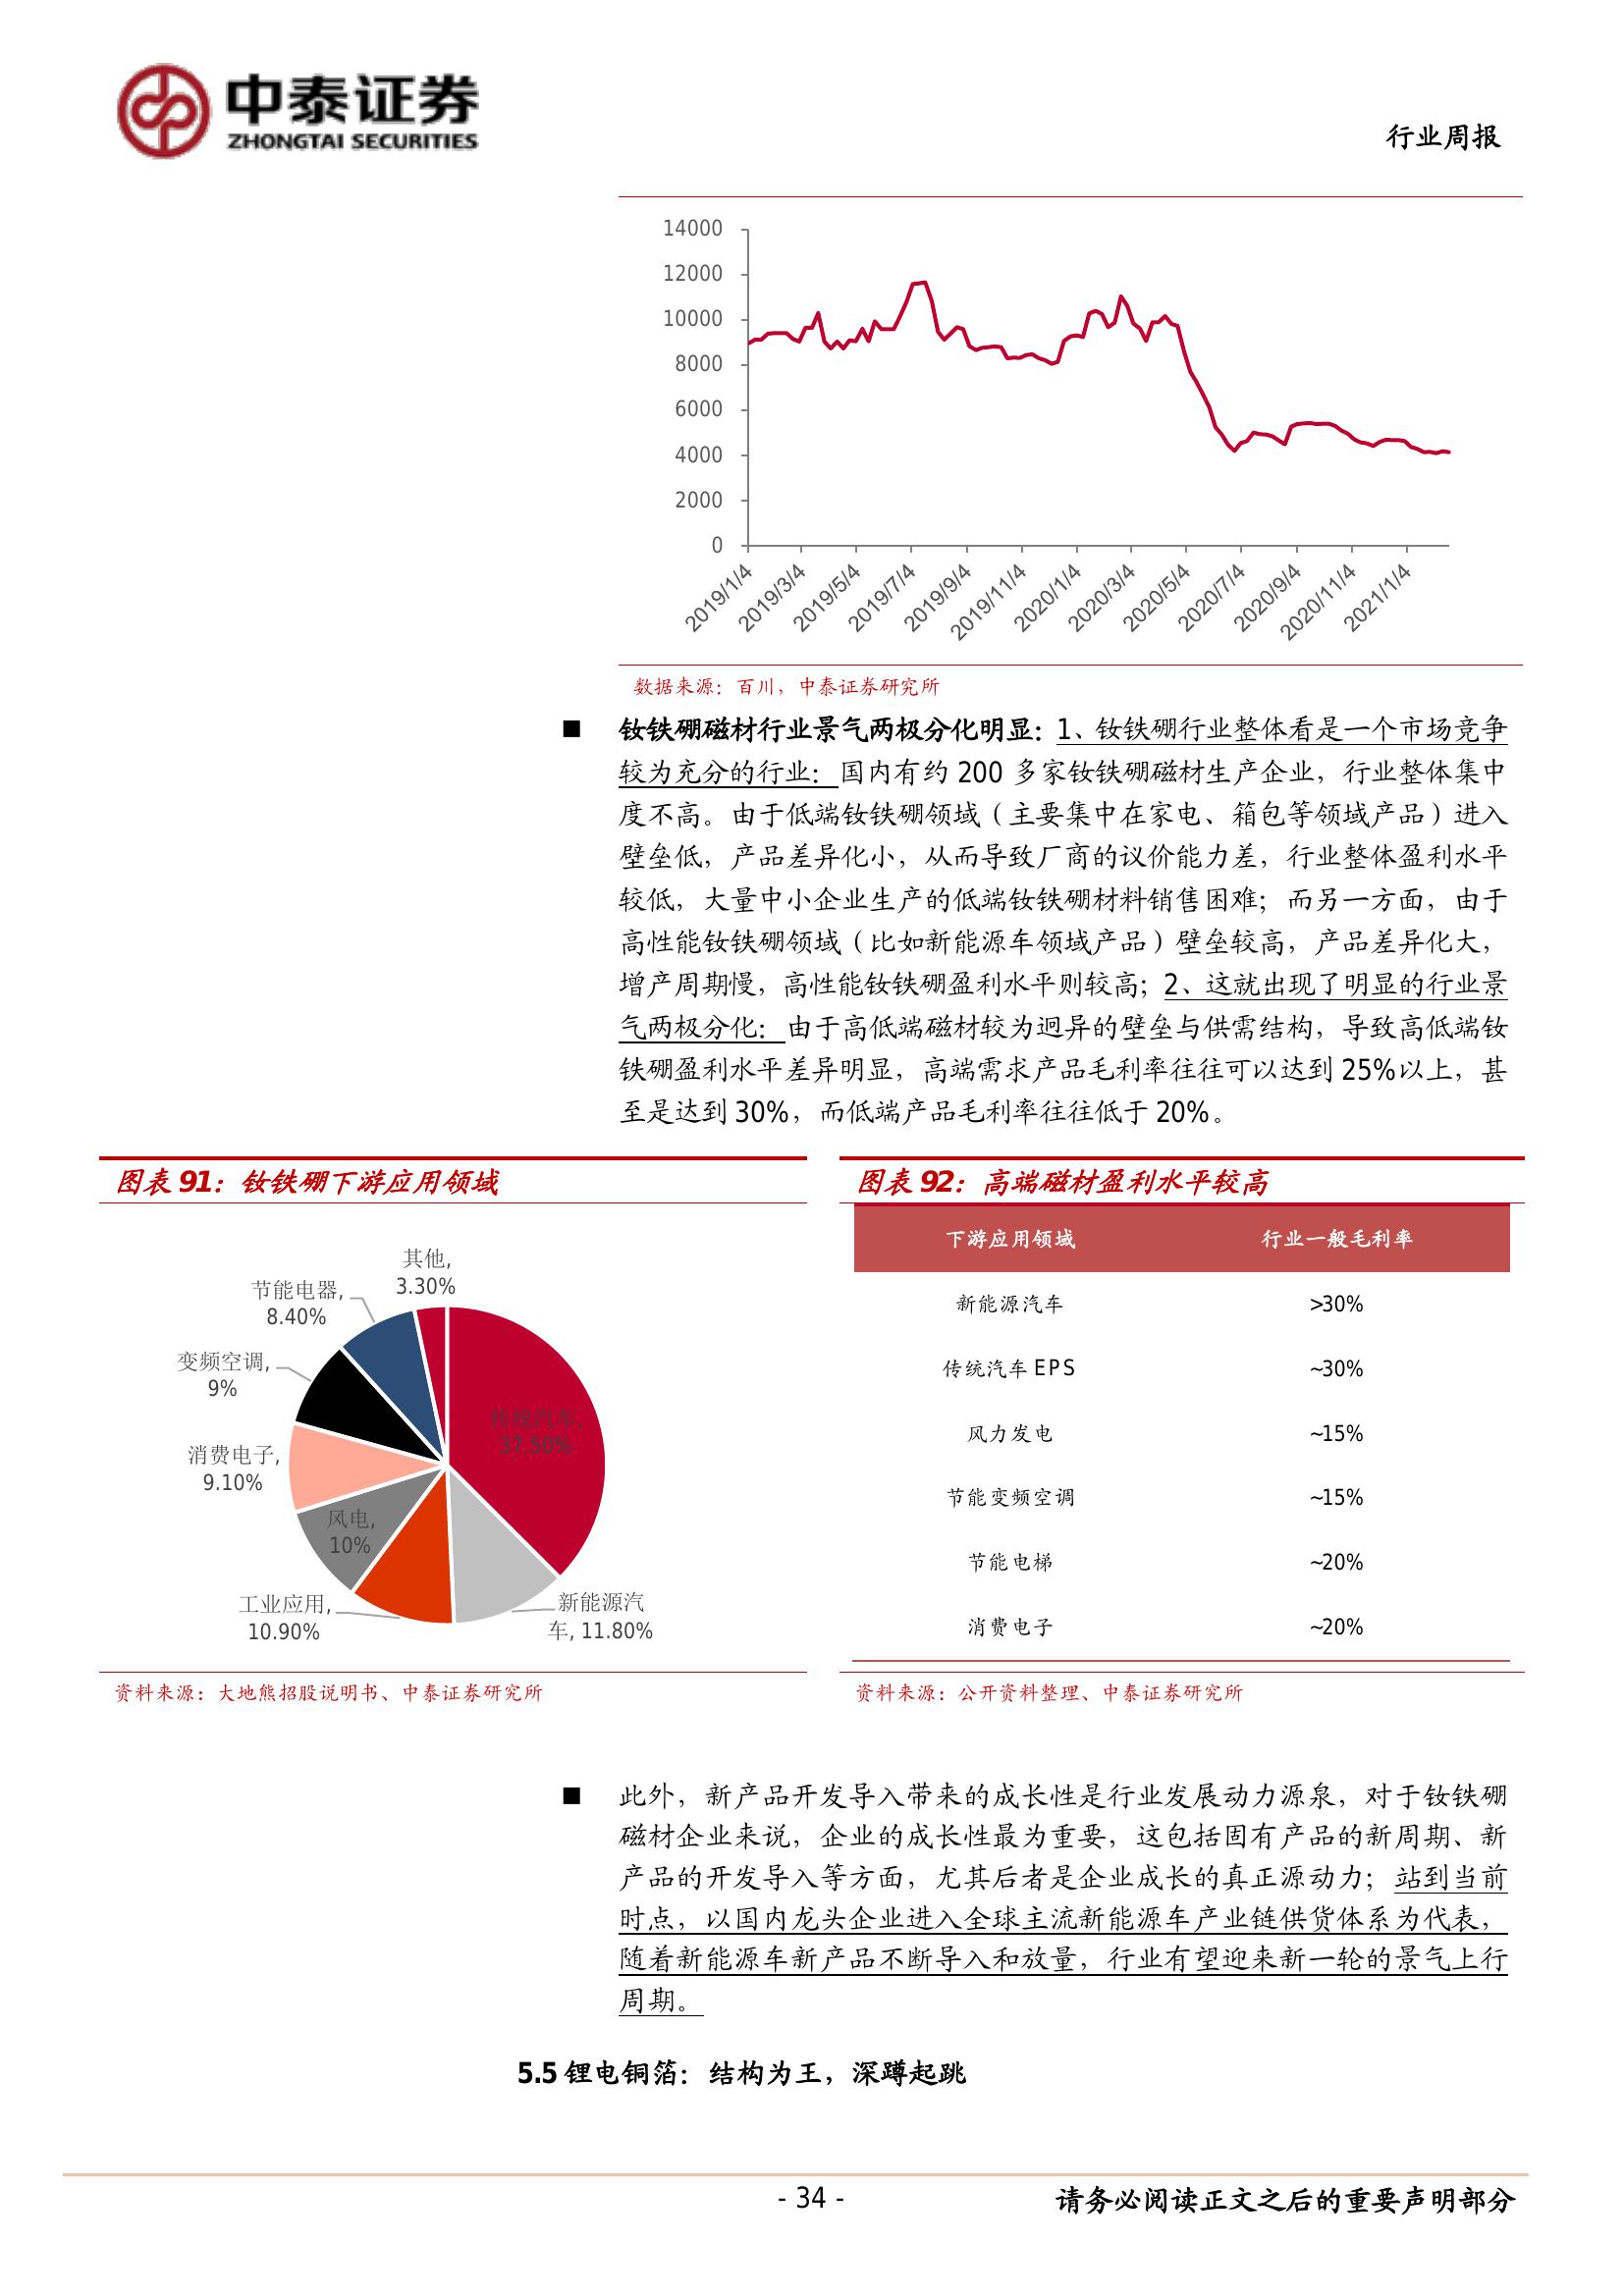 中泰证券
ZHONGTAI SECURITIES
行业周报
14000
12000
10000
8000
6000
4000
2000
0
2019/1/4
2019/3/4
2019/5/4
2019/7/4
2019/9/4
2019/11/4
2020/1/4
2020/3/4
2020/5/4
2020/7/4
2020/9/4
2020/11/4
2021/1/4
数据来源：百川，中泰证券研究所
■ 钕铁硼磁材行业景气两极分化明显：1、钕铁硼行业整体看是一个市场竞争
较为充分的行业：国内有约 200 多家钕铁硼磁材生产企业，行业整体集中
度不高。由于低端钕铁硼领域（主要集中在家电、箱包等领域产品）进入
壁垒低，产品差异化小，从而导致厂商的议价能力差，行业整体盈利水平
较低，大量中小企业生产的低端钕铁硼材料销售困难；而另一方面，由于
高性能钕铁硼领域（比如新能源车领域产品）壁垒较高，产品差异化大，
增产周期慢，高性能钕铁硼盈利水平则较高；2、这就出现了明显的行业景
气两极分化：由于高低端磁材较为迥异的壁垒与供需结构，导致高低端钕
铁硼盈利水平差异明显，高端需求产品毛利率往往可以达到 25%以上，甚
至是达到 30%，而低端产品毛利率往往低于 20%。
图表 91：钕铁硼下游应用领域
其他,
3.30%
节能电器,
8.40%
变频空调,
9%
消费电子,
9.10%
风电,
10%
工业应用,
10.90%
新能源汽
车, 11.80%
传统汽车,
37.50%
资料来源：大地熊招股说明书、中泰证券研究所
图表 92：高端磁材盈利水平较高
下游应用领域 行业一般毛利率
新能源汽车 >30%
传统汽车 EPS ~30%
风力发电 ~15%
节能变频空调 ~15%
节能电梯 ~20%
消费电子 ~20%
资料来源：公开资料整理、中泰证券研究所
■ 此外，新产品开发导入带来的成长性是行业发展动力源泉，对于钕铁硼
磁材企业来说，企业的成长性最为重要，这包括固有产品的新周期、新
产品的开发导入等方面，尤其后者是企业成长的真正源动力；站到当前
时点，以国内龙头企业进入全球主流新能源车产业链供货体系为代表，
随着新能源车新产品不断导入和放量，行业有望迎来新一轮的景气上行
周期。
5.5 锂电铜箔：结构为王，深蹲起跳
- 34 -
请务必阅读正文之后的重要声明部分